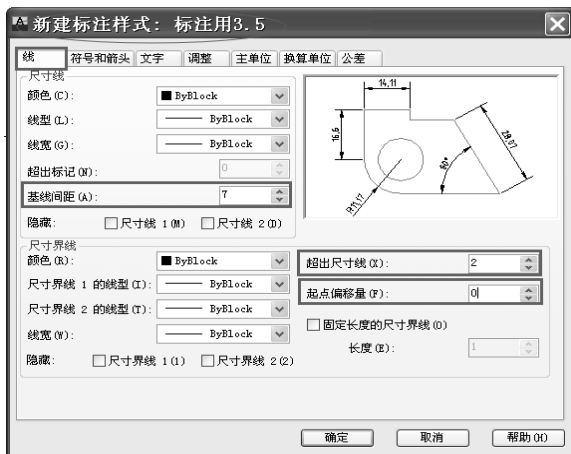 新建标注样式: 标注用3.5
线 符号和箭头 文字 调整 主单位 换算单位 公差
尺寸线
颜色(C): ByBlock
线型(L): ByBlock
线宽(G): ByBlock
超出标记(N): 0
基线间距(A): 7
隐藏: 尺寸线 1(M) 尺寸线 2(D)
14,11
16,6
28,07
60°
R11,17
尺寸界线
颜色(R): ByBlock
尺寸界线 1 的线型(I): ByBlock
尺寸界线 2 的线型(T): ByBlock
线宽(W): ByBlock
隐藏: 尺寸界线 1(1) 尺寸界线 2(2)
超出尺寸线(X): 2
起点偏移量(F): 0
固定长度的尺寸界线(O)
长度(E): 1
确定 取消 帮助(H)